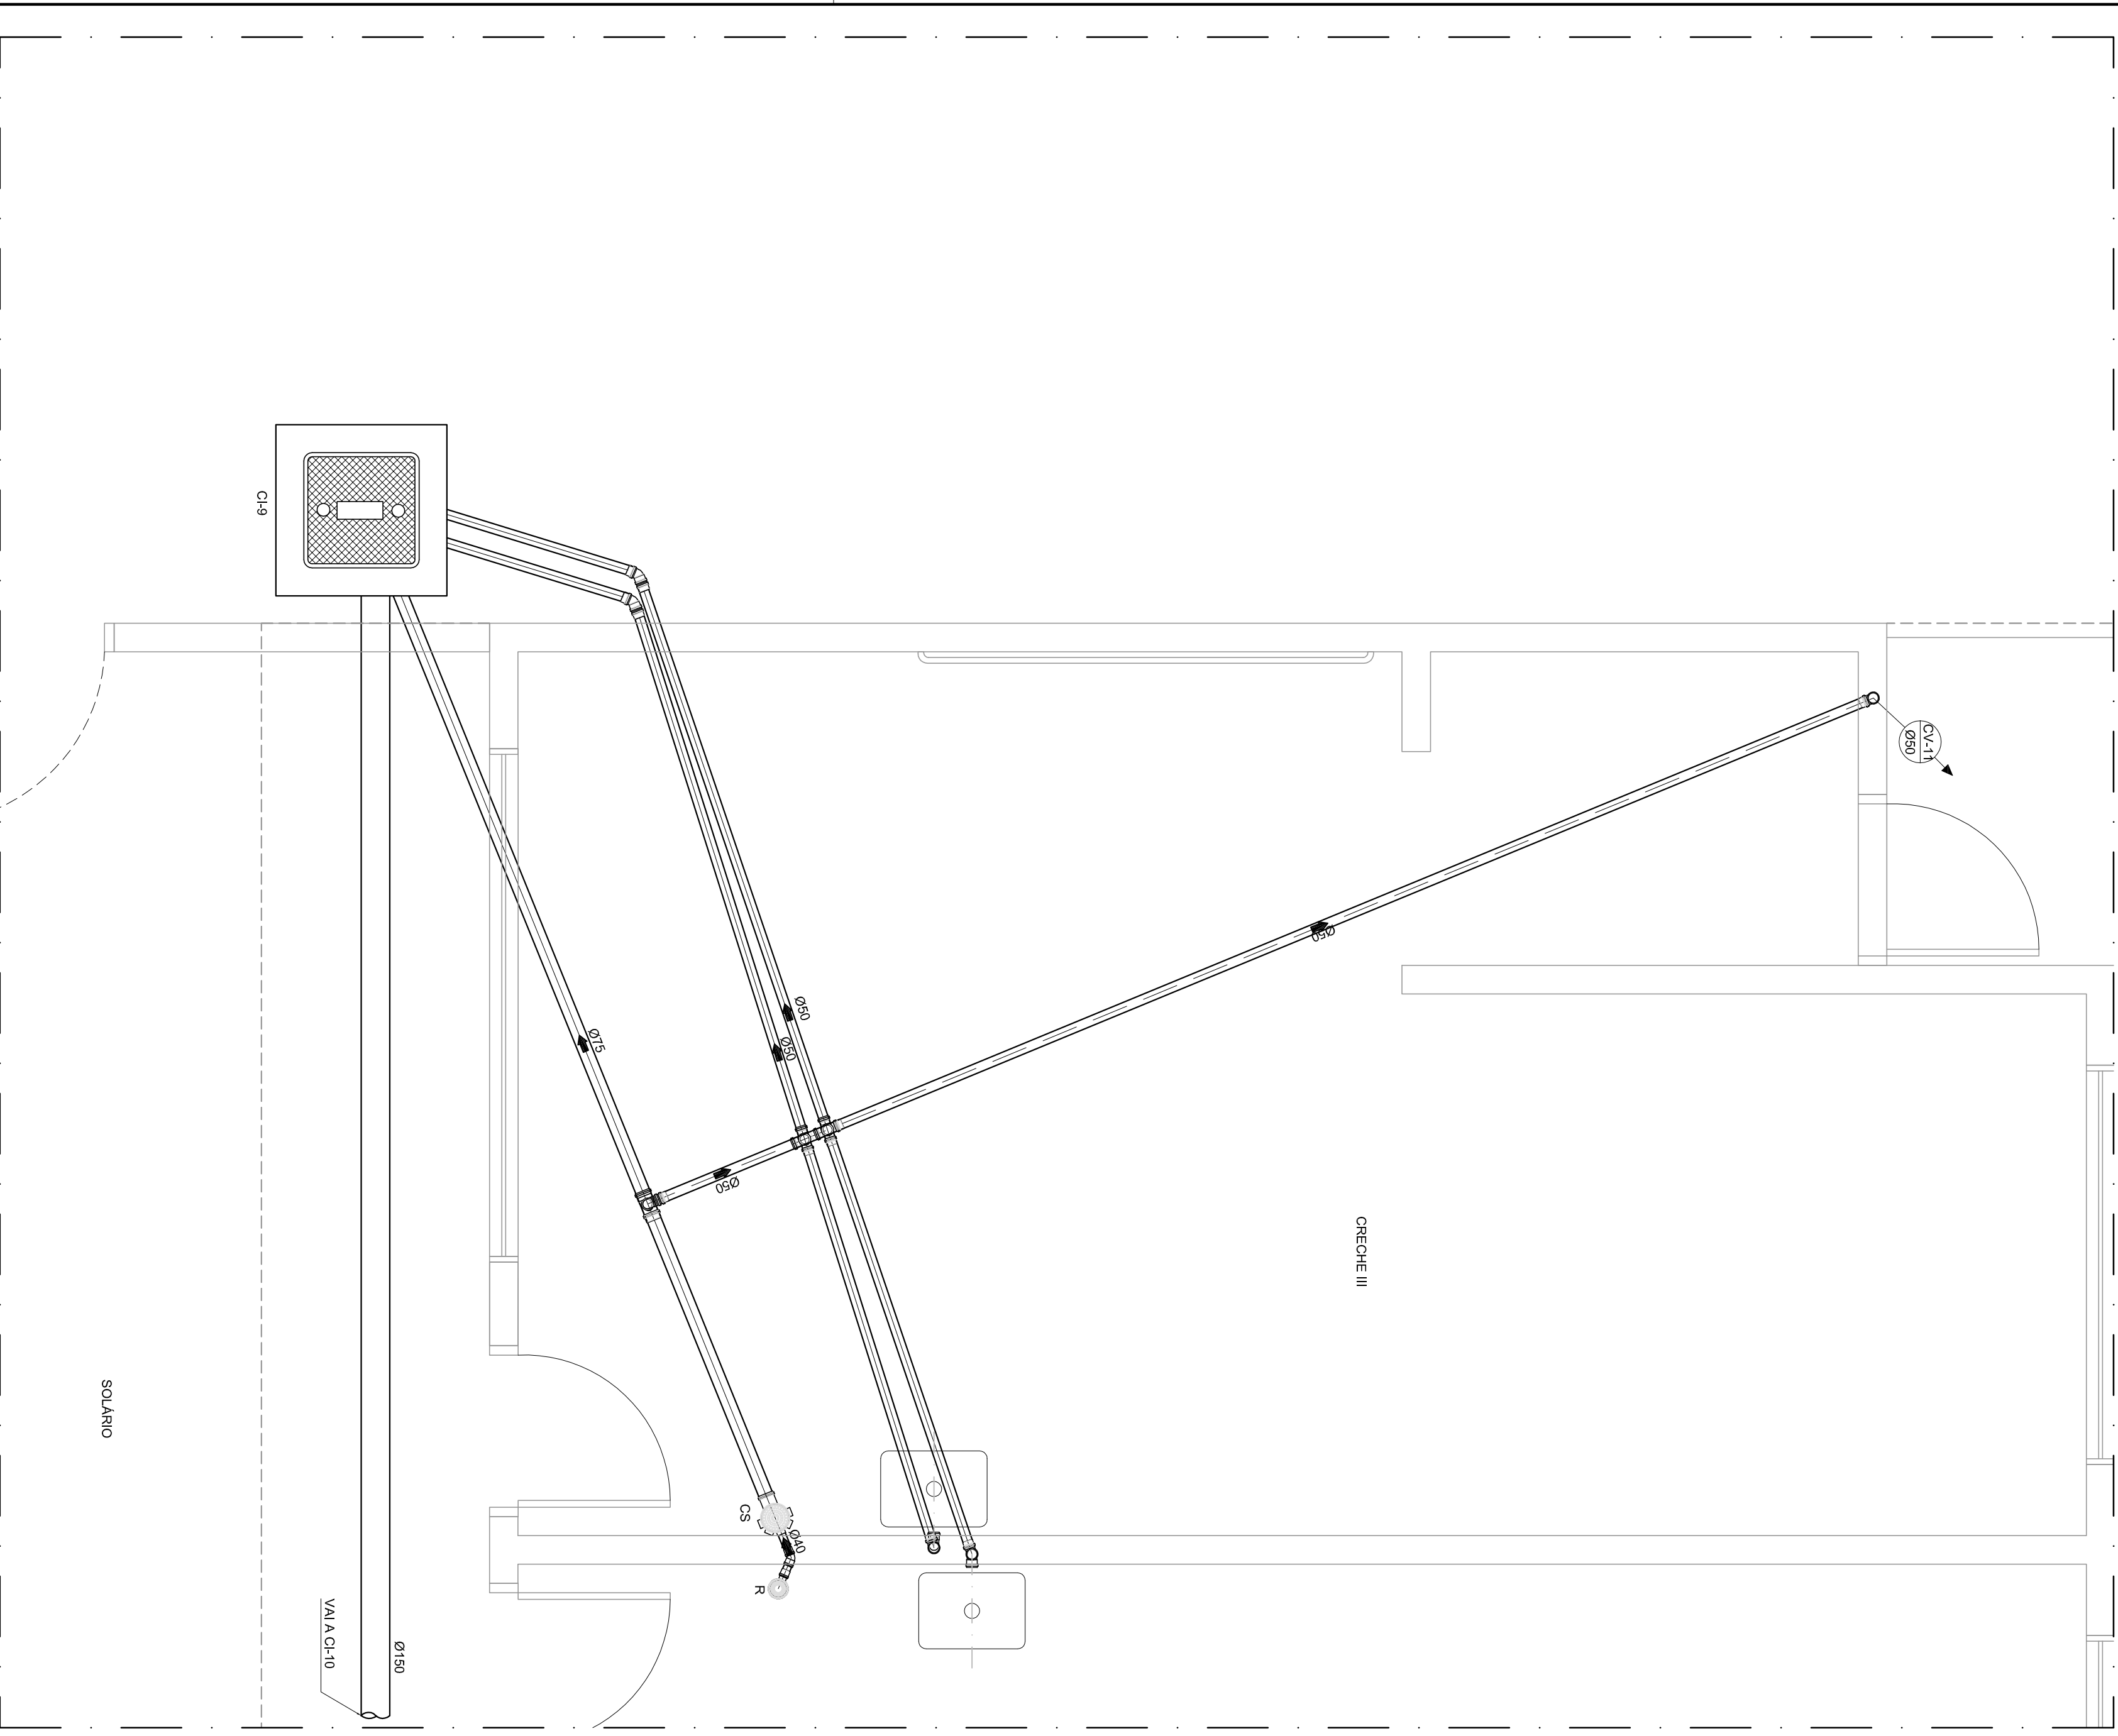 CI-9
CV-11
Ø50
Ø50
Ø50
Ø50
Ø75
Ø50
CRECHE III
SOLÁRIO
CS
Ø40
R
VAI A CI-10
Ø150